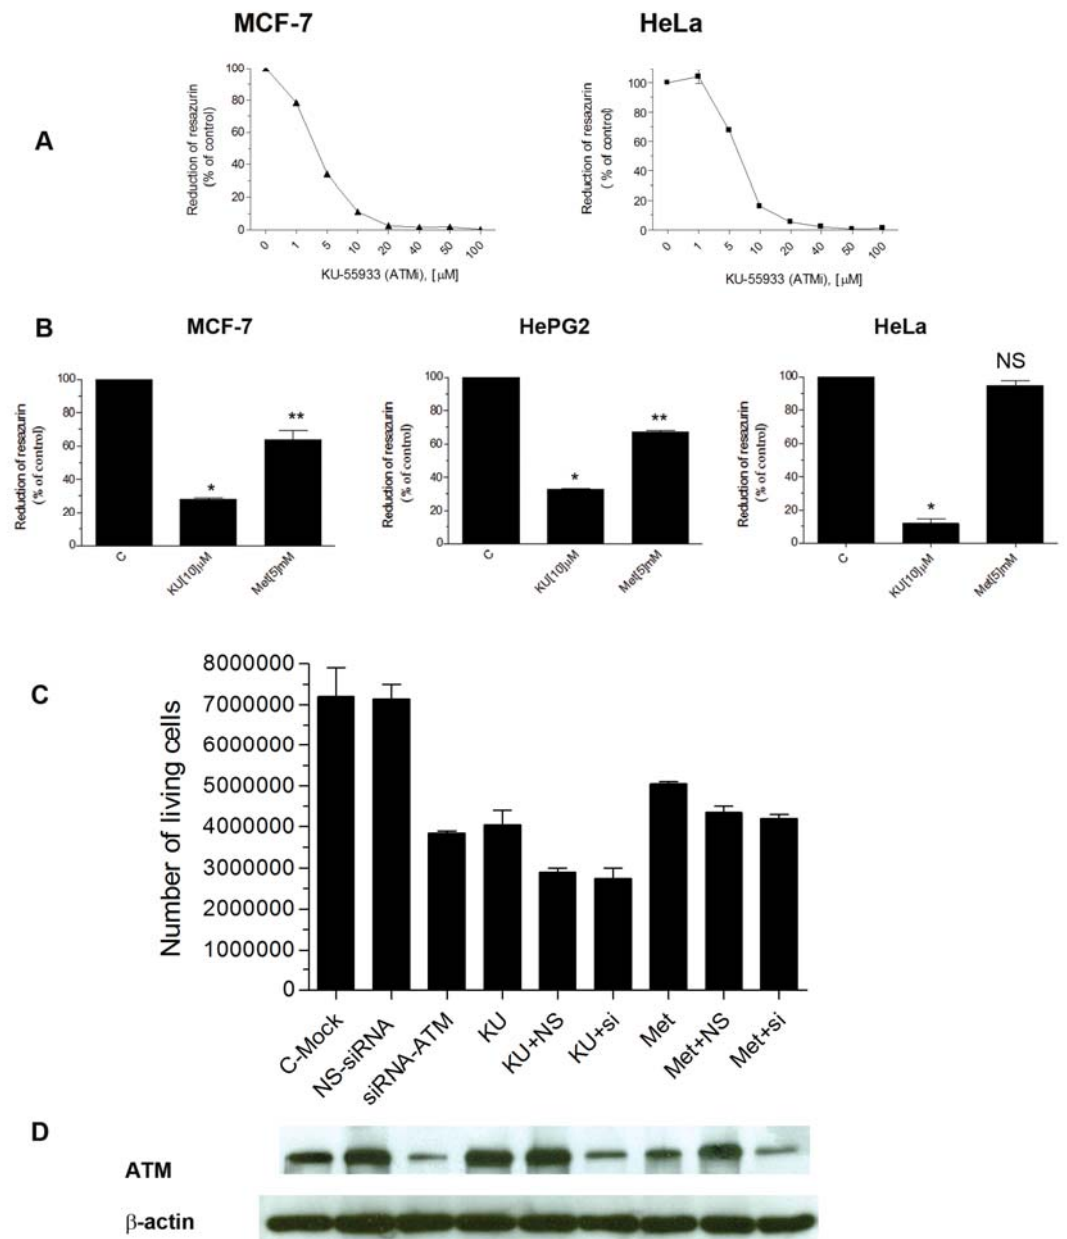 MCF-7
HeLa
A
Reduction of resazurin
(% of control)
100
80
60
40
20
0
0
1
5
10
20
40
50
100
KU-55933 (ATMi), [μM]
Reduction of resazurin
( % of control)
100
80
60
40
20
0
0
1
5
10
20
40
50
100
KU-55933 (ATMi), [μM]
B
MCF-7
HePG2
HeLa
Reduction of resazurin
(% of control)
100
80
60
40
20
0
*
**
C
KU[10]μM
Met[5]mM
Reduction of resazurin
(% of control)
100
80
60
40
20
0
*
**
C
KU[10]μM
Met[5]mM
Reduction of resazurin
(% of control)
100
80
60
40
20
0
*
NS
C
KU[10]μM
Met[5]mM
C
Number of living cells
8000000
7000000
6000000
5000000
4000000
3000000
2000000
1000000
0
C-Mock
NS-siRNA
siRNA-ATM
KU
KU+NS
KU+si
Met
Met+NS
Met+si
D
ATM
β-actin